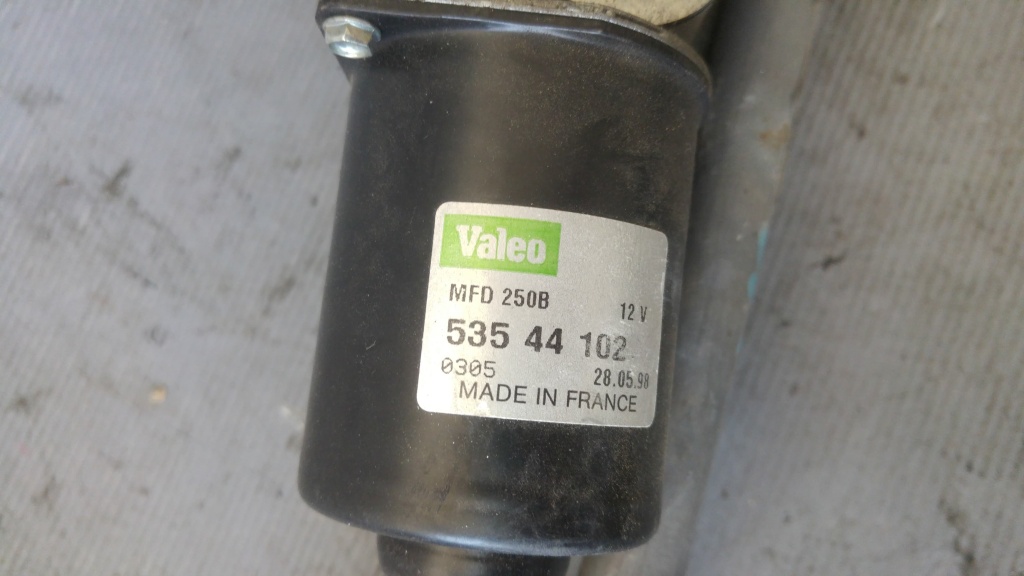 Valeo
MFD 250B
12 V
535 44 102
0305
28.05.98
MADE IN FRANCE